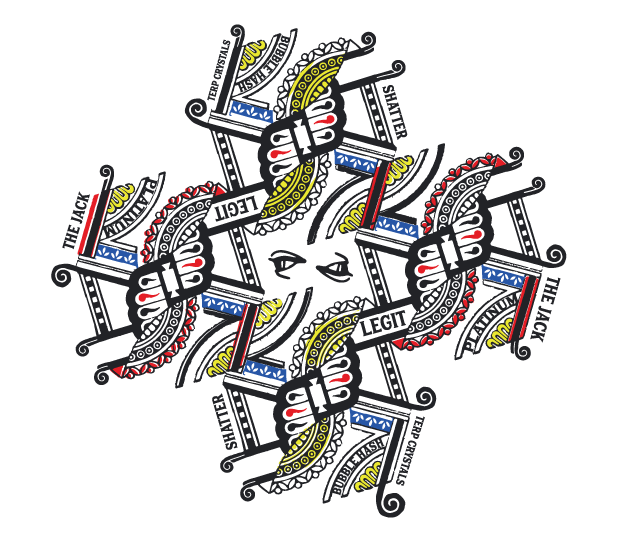 TERP CRYSTALS
BUBBLE HASH
SHATTER
THE JACK
PLATINUM
LEGIT
LEGIT
PLATINUM
THE JACK
SHATTER
BUBBLE HASH
TERP CRYSTALS